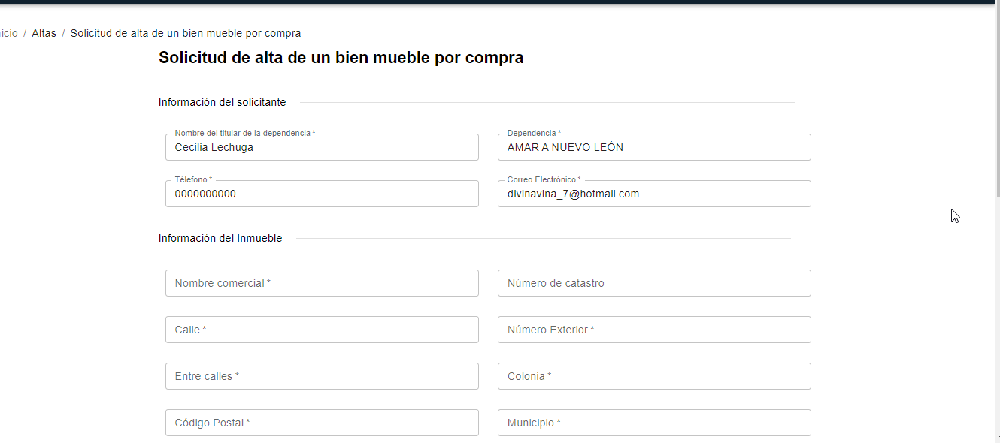 icio / Altas / Solicitud de alta de un bien mueble por compra
Solicitud de alta de un bien mueble por compra
Información del solicitante
Nombre del titular de la dependencia * Dependencia *
Cecilia Lechuga AMAR A NUEVO LEÓN
Télefono * Correo Electrónico *
0000000000 divinavina_7@hotmail.com
Información del Inmueble
Nombre comercial * Número de catastro
Calle * Número Exterior *
Entre calles * Colonia *
Código Postal * Municipio *